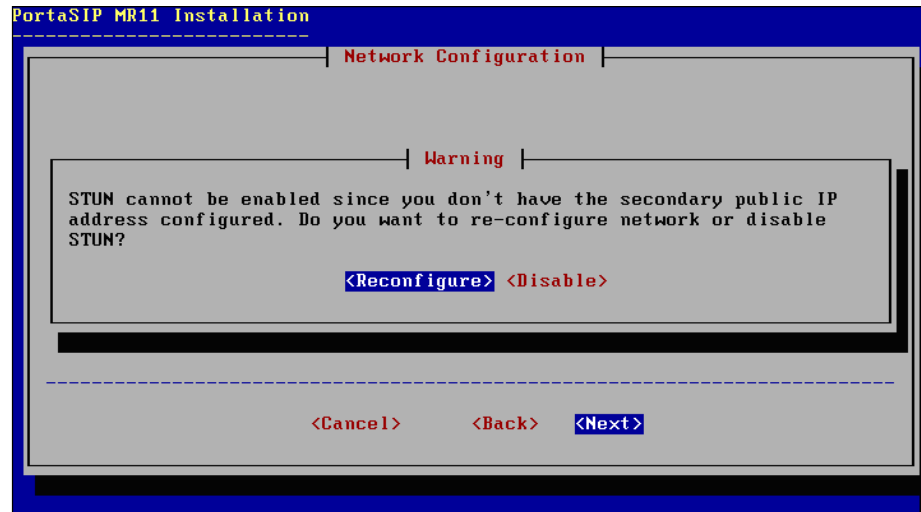 PortaSIP MR11 Installation
Network Configuration
Warning
STUN cannot be enabled since you don't have the secondary public IP
address configured. Do you want to re-configure network or disable
STUN?
<Reconfigure> <Disable>
<Cancel> <Back> <Next>